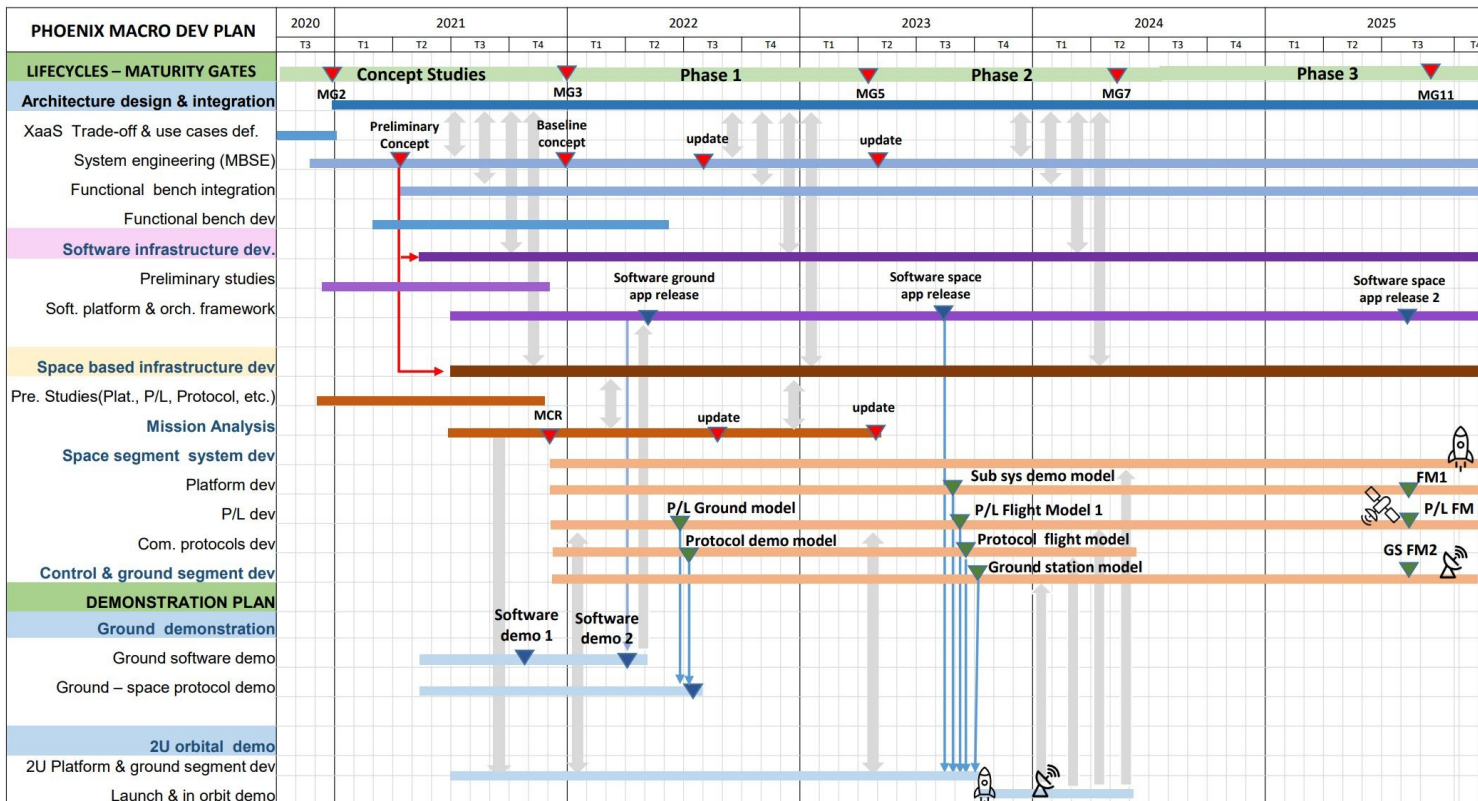 PHOENIX MACRO DEV PLAN
2020 2021 2022 2023 2024 2025
T3 T1 T2 T3 T4 T1 T2 T3 T4 T1 T2 T3 T4 T1 T2 T3 T4 T1 T2 T3 T4
LIFECYCLES – MATURITY GATES
Concept Studies Phase 1 Phase 2 Phase 3
MG2 MG3 MG5 MG7 MG11
Architecture design & integration
XaaS Trade-off & use cases def.
Preliminary
Concept
Baseline
concept
update
update
System engineering (MBSE)
Functional bench integration
Functional bench dev
Software infrastructure dev.
Preliminary studies
Software ground
app release
Software space
app release
Software space
app release 2
Soft. platform & orch. framework
Space based infrastructure dev
Pre. Studies(Plat., P/L, Protocol, etc.)
MCR update update
Mission Analysis
Space segment system dev
Platform dev
Sub sys demo model FM1
P/L dev
P/L Ground model P/L Flight Model 1 P/L FM
Com. protocols dev
Protocol demo model Protocol flight model
Control & ground segment dev
Ground station model GS FM2
DEMONSTRATION PLAN
Ground demonstration
Software
demo 1
Software
demo 2
Ground software demo
Ground – space protocol demo
2U orbital demo
2U Platform & ground segment dev
Launch & in orbit demo